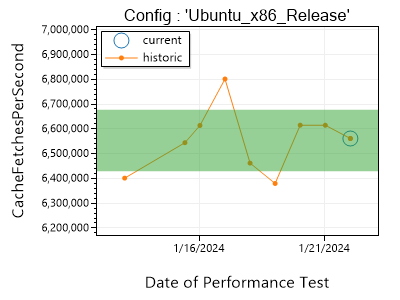 Config : 'Ubuntu_x86_Release'
CacheFetchesPerSecond
7,000,000
6,900,000
6,800,000
6,700,000
6,600,000
6,500,000
6,400,000
6,300,000
6,200,000
current
historic
1/16/2024
1/21/2024
Date of Performance Test